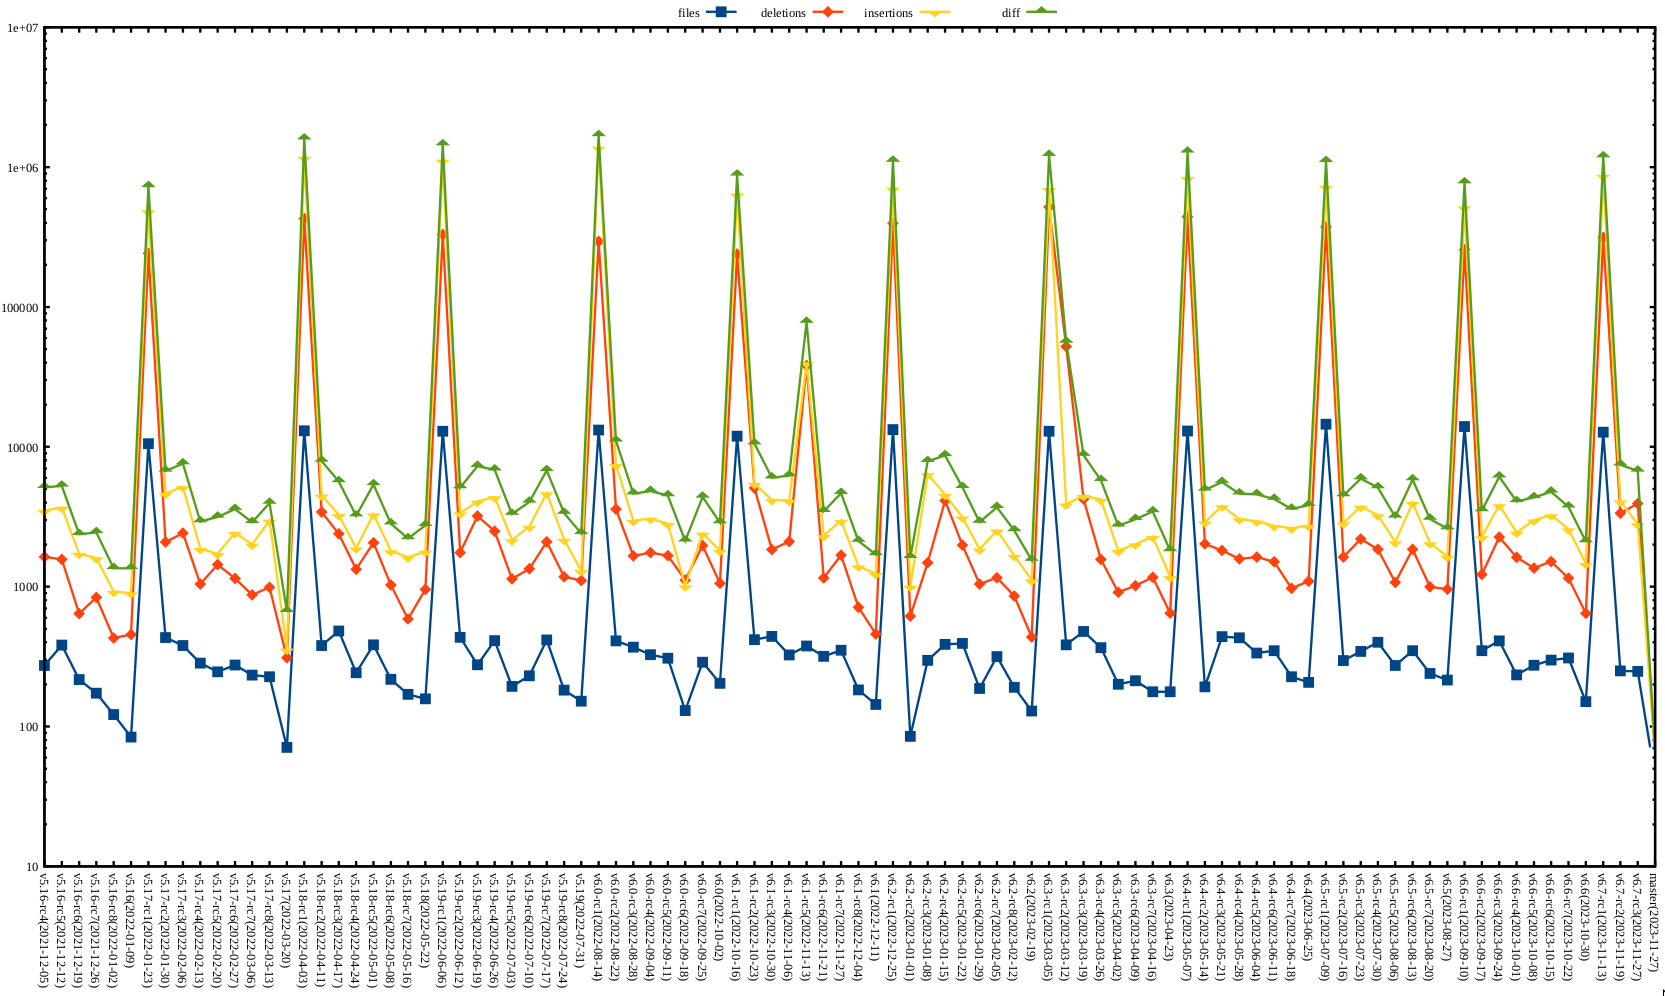 files deletions insertions diff
1e+07
1e+06
100000
10000
1000
100
10
v5.16-rc4(2021-12-05)
v5.16-rc5(2021-12-12)
v5.16-rc6(2021-12-19)
v5.16-rc7(2021-12-26)
v5.16-rc8(2022-01-02)
v5.16(2022-01-09)
v5.17-rc1(2022-01-23)
v5.17-rc2(2022-01-30)
v5.17-rc3(2022-02-06)
v5.17-rc4(2022-02-13)
v5.17-rc5(2022-02-20)
v5.17-rc6(2022-02-27)
v5.17-rc7(2022-03-06)
v5.17-rc8(2022-03-13)
v5.17(2022-03-20)
v5.18-rc1(2022-04-03)
v5.18-rc2(2022-04-11)
v5.18-rc3(2022-04-17)
v5.18-rc4(2022-04-24)
v5.18-rc5(2022-05-01)
v5.18-rc6(2022-05-08)
v5.18-rc7(2022-05-16)
v5.18(2022-05-22)
v5.19-rc1(2022-06-06)
v5.19-rc2(2022-06-12)
v5.19-rc3(2022-06-19)
v5.19-rc4(2022-06-26)
v5.19-rc5(2022-07-03)
v5.19-rc6(2022-07-10)
v5.19-rc7(2022-07-17)
v5.19-rc8(2022-07-24)
v5.19(2022-07-31)
v6.0-rc1(2022-08-14)
v6.0-rc2(2022-08-22)
v6.0-rc3(2022-08-28)
v6.0-rc4(2022-09-04)
v6.0-rc5(2022-09-11)
v6.0-rc6(2022-09-18)
v6.0-rc7(2022-09-25)
v6.0(2022-10-02)
v6.1-rc1(2022-10-16)
v6.1-rc2(2022-10-23)
v6.1-rc3(2022-10-30)
v6.1-rc4(2022-11-06)
v6.1-rc5(2022-11-13)
v6.1-rc6(2022-11-21)
v6.1-rc7(2022-11-27)
v6.1-rc8(2022-12-04)
v6.1(2022-12-11)
v6.2-rc1(2022-12-25)
v6.2-rc2(2023-01-01)
v6.2-rc3(2023-01-08)
v6.2-rc4(2023-01-15)
v6.2-rc5(2023-01-22)
v6.2-rc6(2023-01-29)
v6.2-rc7(2023-02-05)
v6.2-rc8(2023-02-12)
v6.2(2023-02-19)
v6.3-rc1(2023-03-05)
v6.3-rc2(2023-03-12)
v6.3-rc3(2023-03-19)
v6.3-rc4(2023-03-26)
v6.3-rc5(2023-04-02)
v6.3-rc6(2023-04-09)
v6.3-rc7(2023-04-16)
v6.3(2023-04-23)
v6.4-rc1(2023-05-07)
v6.4-rc2(2023-05-14)
v6.4-rc3(2023-05-21)
v6.4-rc4(2023-05-28)
v6.4-rc5(2023-06-04)
v6.4-rc6(2023-06-11)
v6.4-rc7(2023-06-18)
v6.4(2023-06-25)
v6.5-rc1(2023-07-09)
v6.5-rc2(2023-07-16)
v6.5-rc3(2023-07-23)
v6.5-rc4(2023-07-30)
v6.5-rc5(2023-08-06)
v6.5-rc6(2023-08-13)
v6.5-rc7(2023-08-20)
v6.5(2023-08-27)
v6.6-rc1(2023-09-10)
v6.6-rc2(2023-09-17)
v6.6-rc3(2023-09-24)
v6.6-rc4(2023-10-01)
v6.6-rc5(2023-10-08)
v6.6-rc6(2023-10-15)
v6.6-rc7(2023-10-22)
v6.6(2023-10-30)
v6.7-rc1(2023-11-13)
v6.7-rc2(2023-11-19)
v6.7-rc3(2023-11-27)
master(2023-11-27)